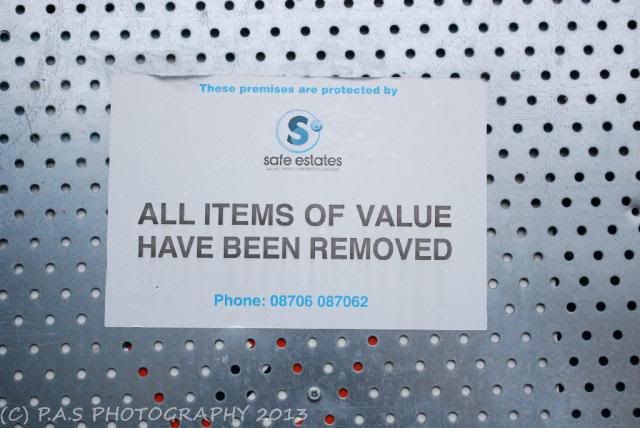 These premises are protected by
S
safe estates
ALL ITEMS OF VALUE
HAVE BEEN REMOVED
Phone: 08706 087062
(C) P.A.S PHOTOGRAPHY 2013